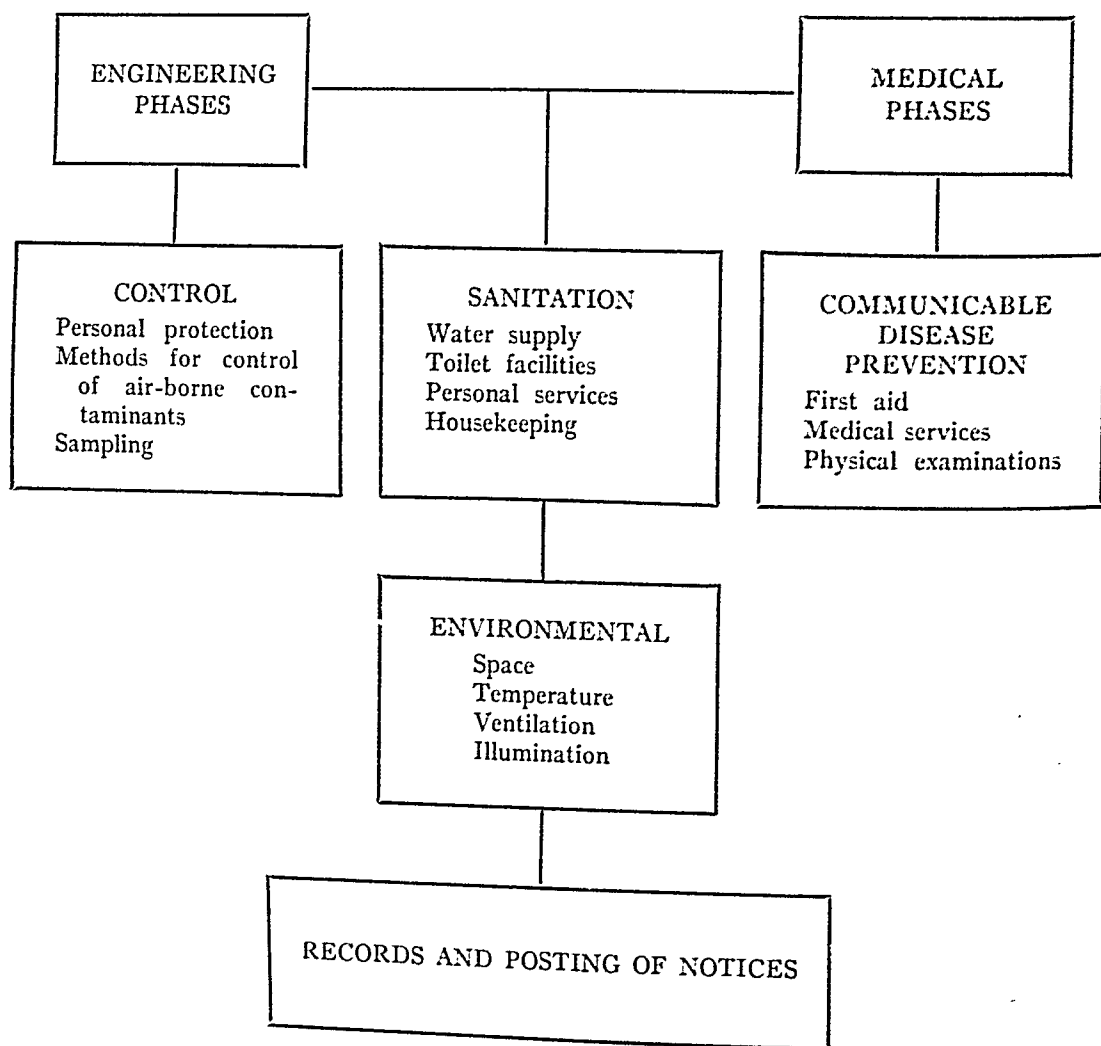 ENGINEERING
PHASES
MEDICAL
PHASES
CONTROL
Personal protection
Methods for control
of air-borne con-
taminants
Sampling
SANITATION
Water supply
Toilet facilities
Personal services
Housekeeping
COMMUNICABLE
DISEASE
PREVENTION
First aid
Medical services
Physical examinations
ENVIRONMENTAL
Space
Temperature
Ventilation
Illumination
RECORDS AND POSTING OF NOTICES